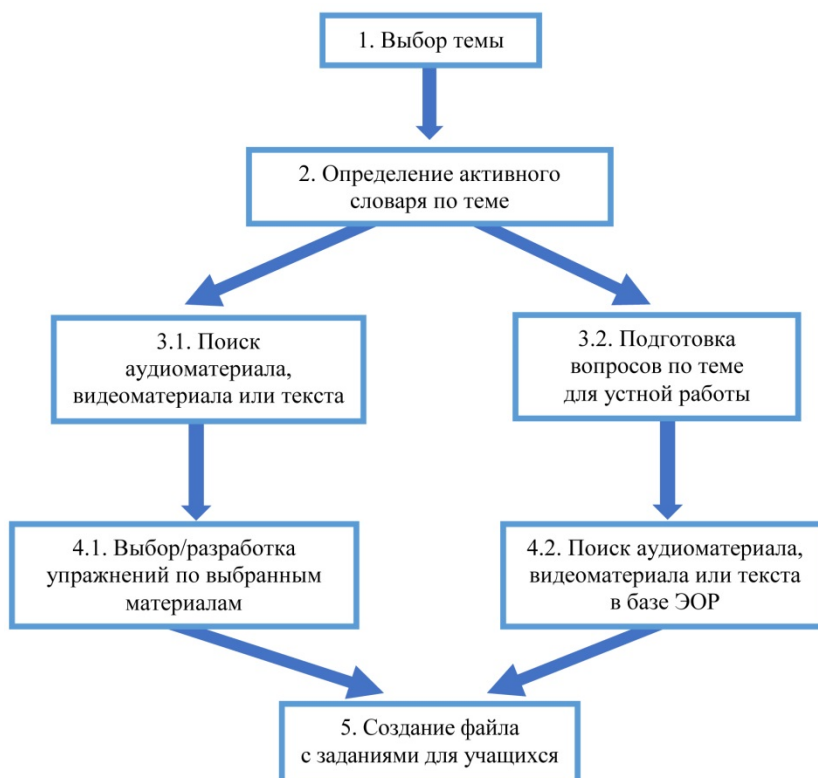 1. Выбор темы
2. Определение активного
словаря по теме
3.1. Поиск
аудиоматериала,
видеоматериала или текста
3.2. Подготовка
вопросов по теме
для устной работы
4.1. Выбор/разработка
упражнений по выбранным
материалам
4.2. Поиск аудиоматериала,
видеоматериала или текста
в базе ЭОР
5. Создание файла
с заданиями для учащихся